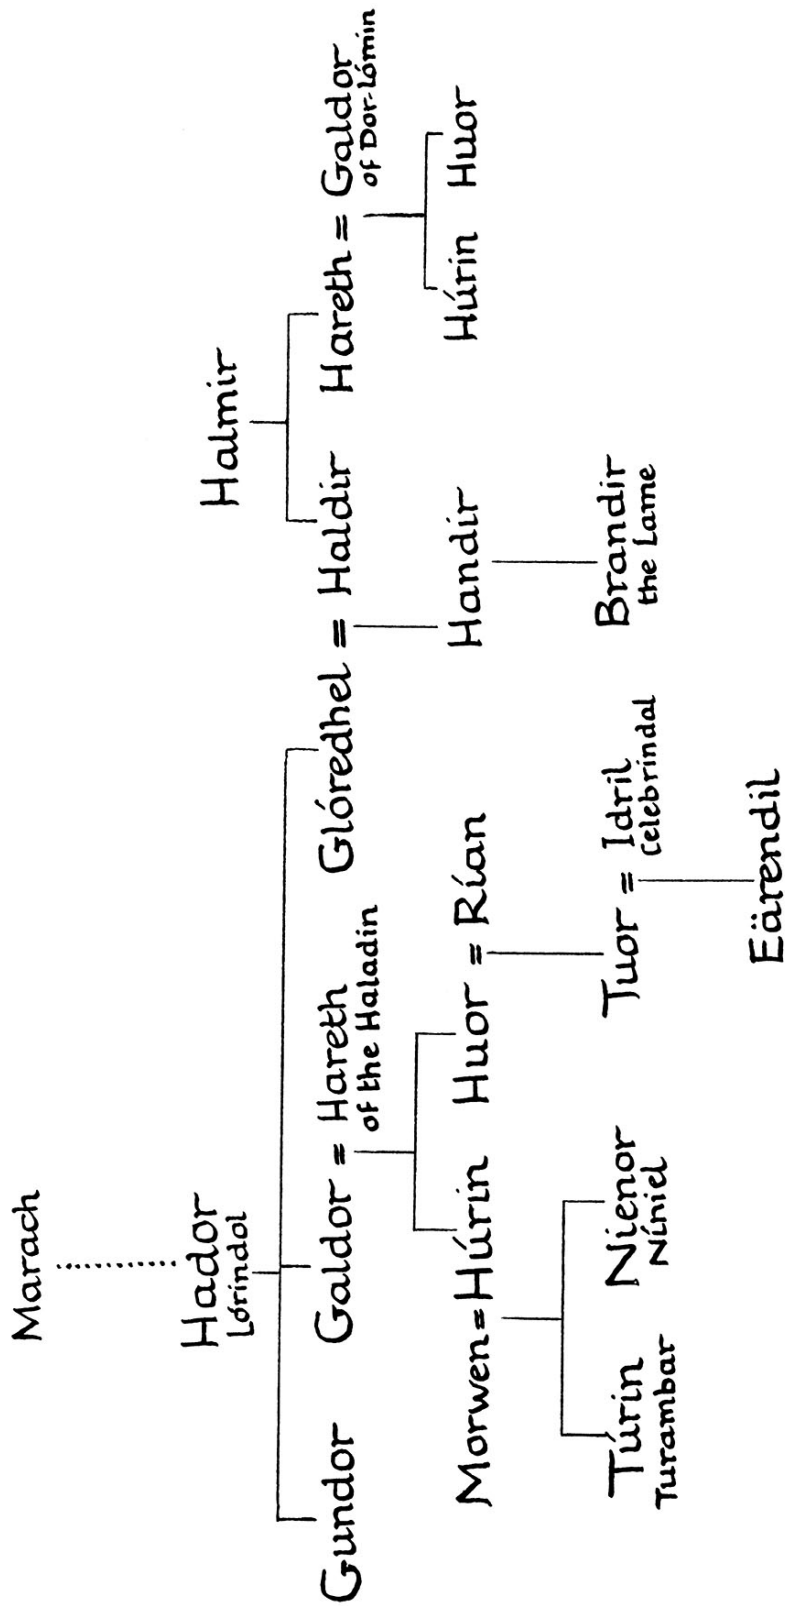 Marach
Hador
Lórindol
Halmir
Gundor Galdor = Hareth Glóredhel = Haldir Hareth = Galdor
of the Haladin of Dor-lómin
Morwen=Húrin Huor = Rían Handir Húrin Huor
Túrin Nienor Tuor = Idril Brandir
Turambar Níniel Celebrindal the Lame
Eärendil